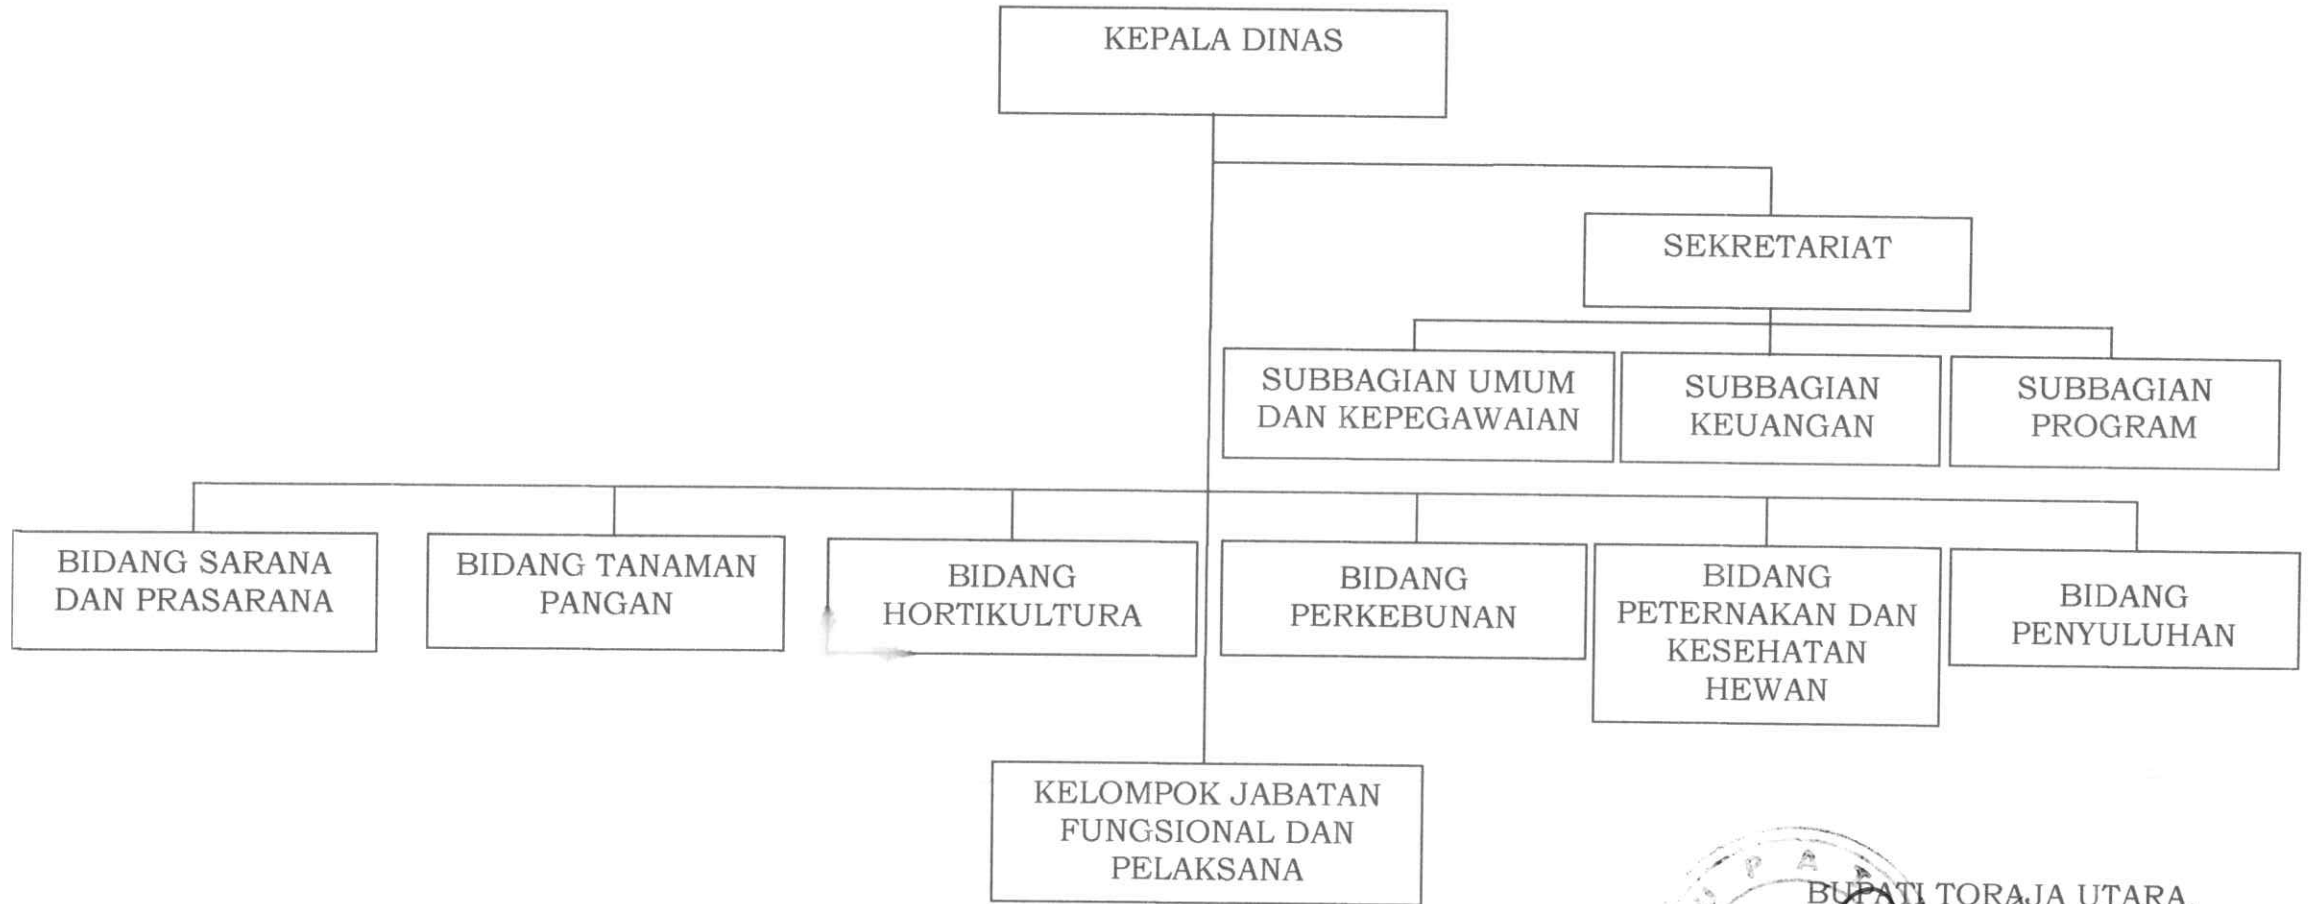 KEPALA DINAS
SEKRETARIAT
SUBBAGIAN UMUM
DAN KEPEGAWAIAN
SUBBAGIAN
KEUANGAN
SUBBAGIAN
PROGRAM
BIDANG SARANA
DAN PRASARANA
BIDANG TANAMAN
PANGAN
BIDANG
HORTIKULTURA
BIDANG
PERKEBUNAN
BIDANG
PETERNAKAN DAN
KESEHATAN
HEWAN
BIDANG
PENYULUHAN
KELOMPOK JABATAN
FUNGSIONAL DAN
PELAKSANA
BUPATI TORAJA UTARA